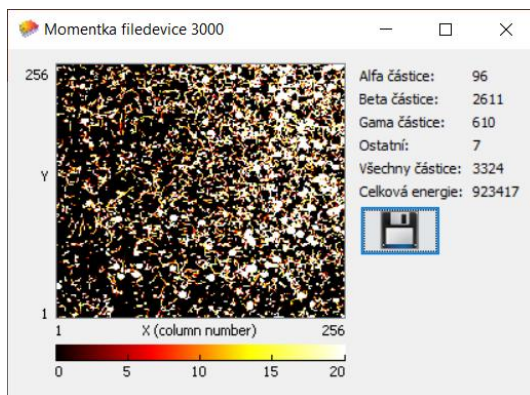 Momentka filedevice 3000
256
Y
1
1 X (column number) 256
0 5 10 15 20
Alfa částice: 96
Beta částice: 2611
Gama částice: 610
Ostatní: 7
Všechny částice: 3324
Celková energie: 923417